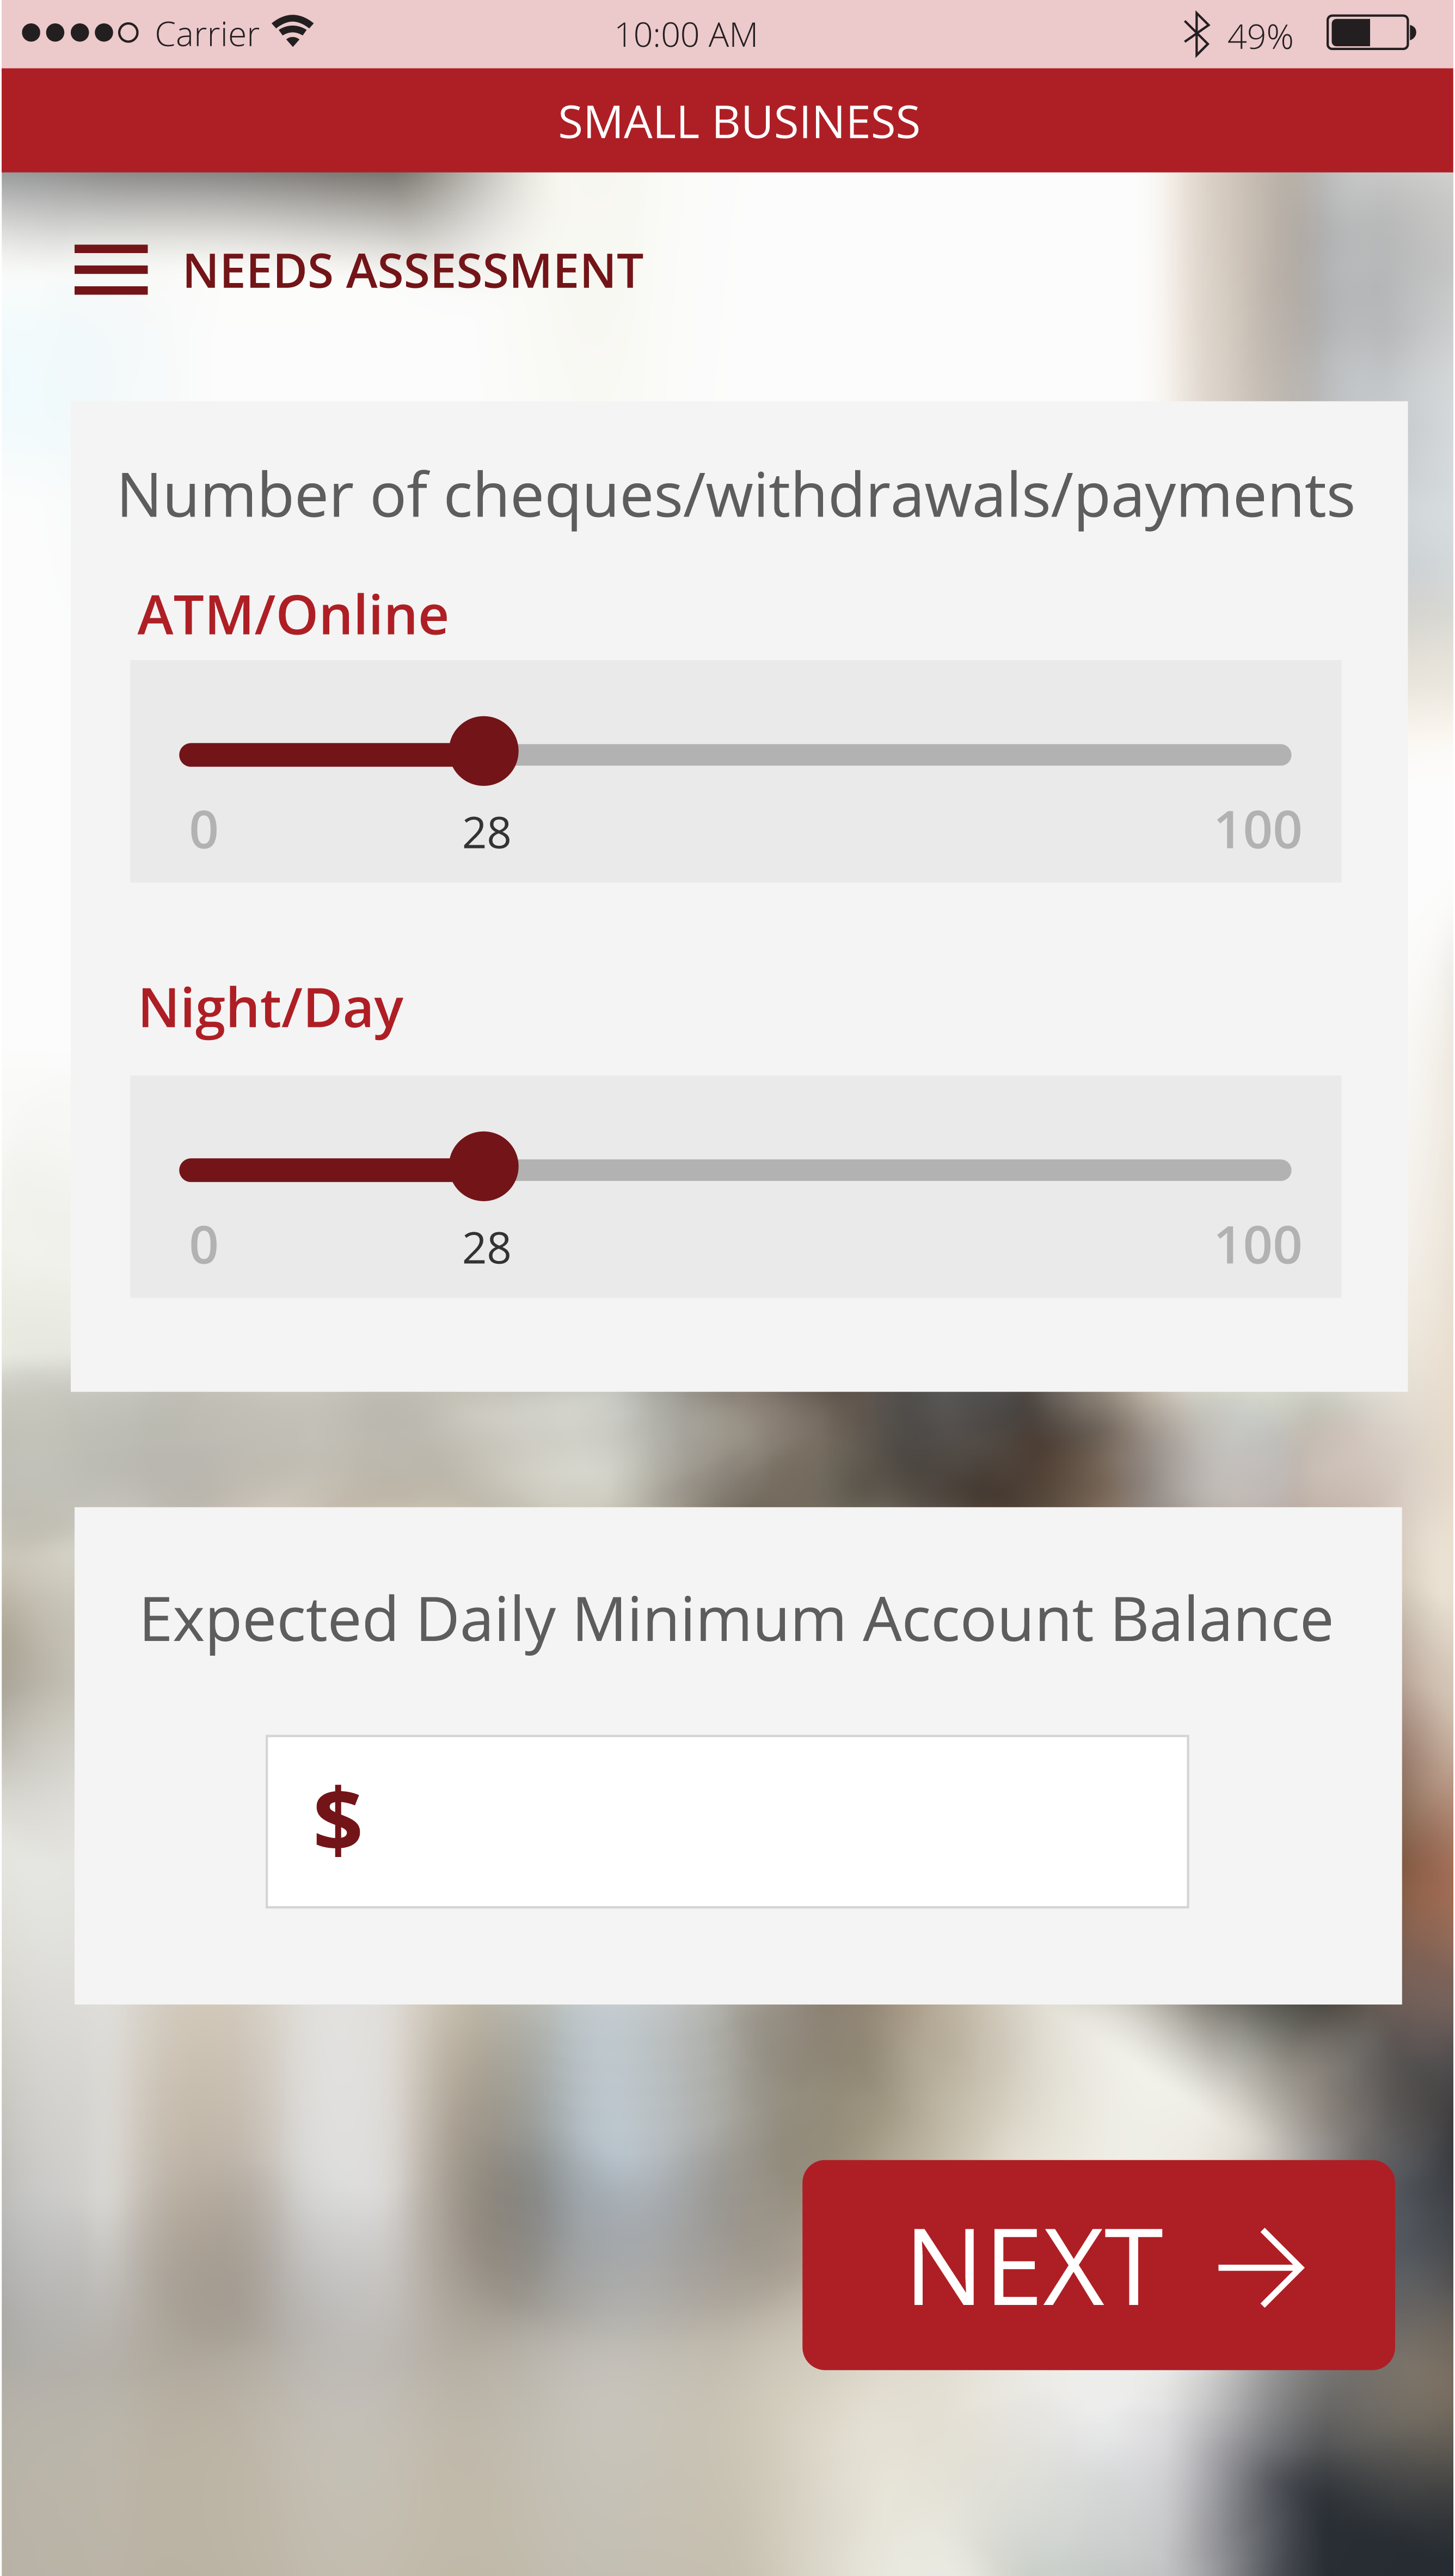 Carrier 10:00 AM 49%
SMALL BUSINESS
NEEDS ASSESSMENT
Number of cheques/withdrawals/payments
ATM/Online
0 28 100
Night/Day
0 28 100
Expected Daily Minimum Account Balance
$
NEXT